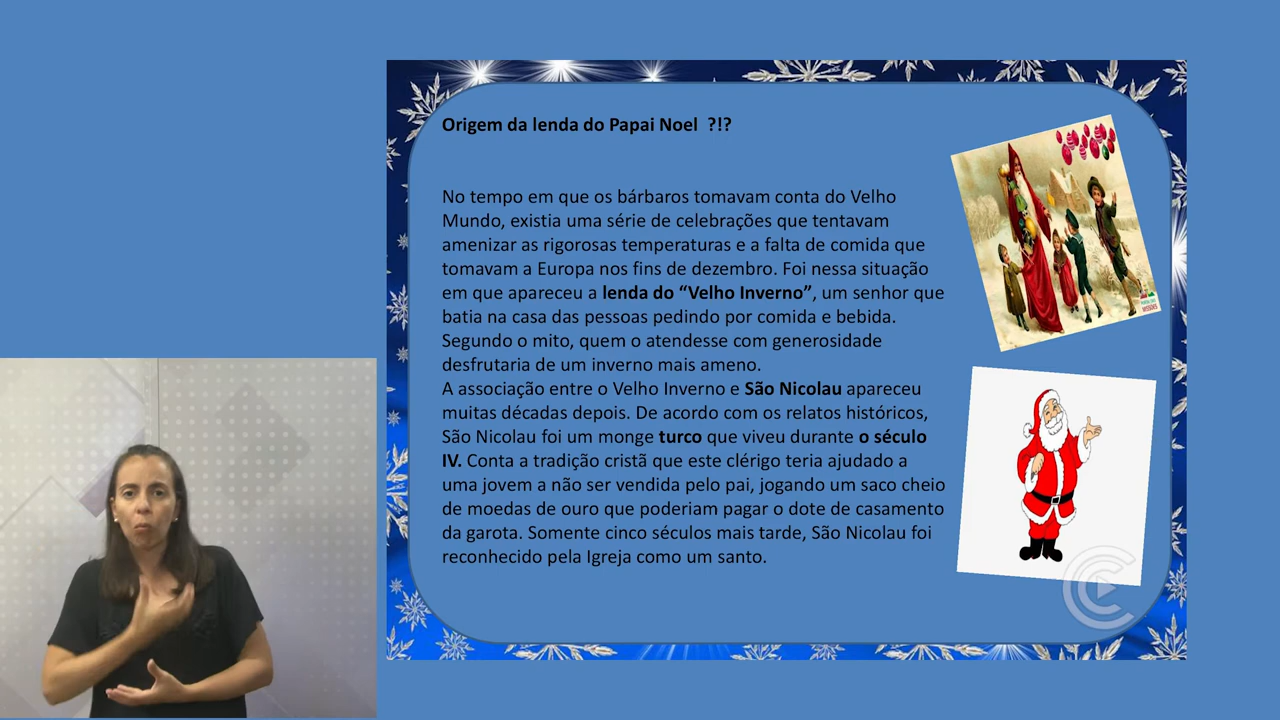 Origem da lenda do Papai Noel ?!?
No tempo em que os bárbaros tomavam conta do Velho
Mundo, existia uma série de celebrações que tentavam
amenizar as rigorosas temperaturas e a falta de comida que
tomavam a Europa nos fins de dezembro. Foi nessa situação
em que apareceu a lenda do “Velho Inverno”, um senhor que
batia na casa das pessoas pedindo por comida e bebida.
Segundo o mito, quem o atendesse com generosidade
desfrutaria de um inverno mais ameno.
A associação entre o Velho Inverno e São Nicolau apareceu
muitas décadas depois. De acordo com os relatos históricos,
São Nicolau foi um monge turco que viveu durante o século
IV. Conta a tradição cristã que este clérigo teria ajudado a
uma jovem a não ser vendida pelo pai, jogando um saco cheio
de moedas de ouro que poderiam pagar o dote de casamento
da garota. Somente cinco séculos mais tarde, São Nicolau foi
reconhecido pela Igreja como um santo.